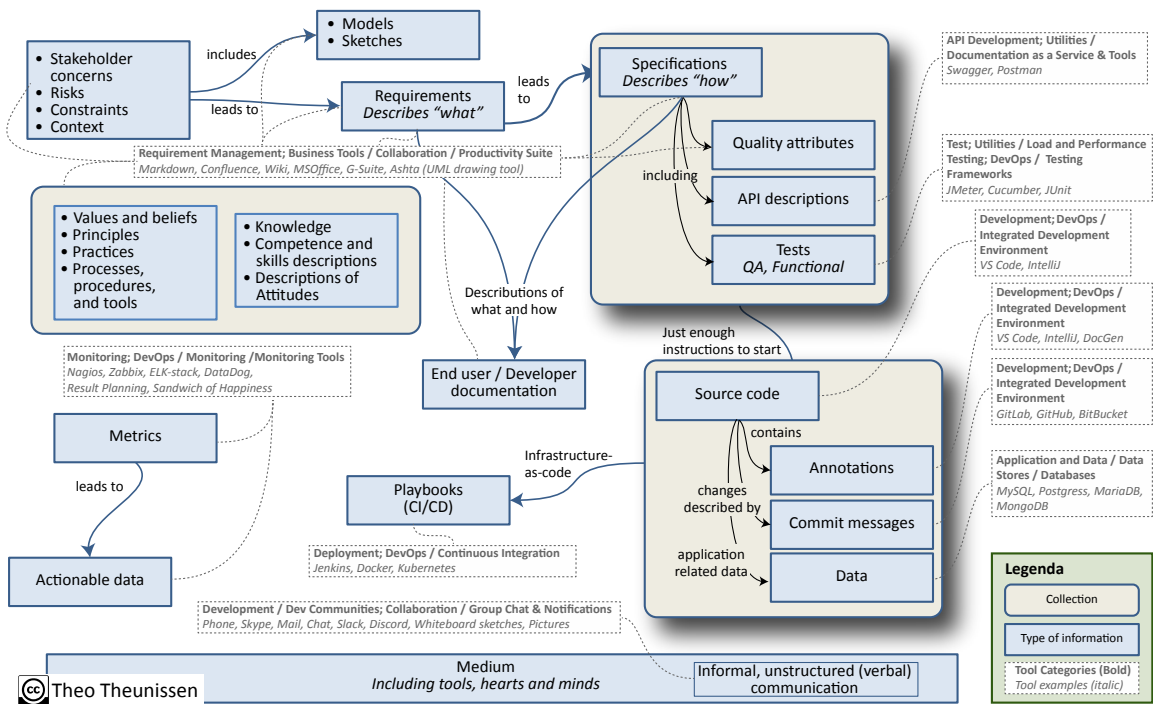 • Models
• Sketches
includes
• Stakeholder
concerns
• Risks
• Constraints
• Context
leads to
Requirements
Describes “what”
leads
to
Specifications
Describes “how”
API Development; Utilities /
Documentation as a Service & Tools
Swagger, Postman
Quality attributes
including
API descriptions
Tests
QA, Functional
Test; Utilities / Load and Performance
Testing; DevOps / Testing
Frameworks
JMeter, Cucumber, JUnit
Requirement Management; Business Tools / Collaboration / Productivity Suite
Markdown, Confluence, Wiki, MSOffice, G-Suite, Ashta (UML drawing tool)
• Values and beliefs
• Principles
• Practices
• Processes,
procedures,
and tools
• Knowledge
• Competence and
skills descriptions
• Descriptions of
Attitudes
Development; DevOps /
Integrated Development
Environment
VS Code, IntelliJ
Descributions of
what and how
Development; DevOps /
Integrated Development
Environment
VS Code, IntelliJ, DocGen
Just enough
instructions to start
Monitoring; DevOps / Monitoring /Monitoring Tools
Nagios, Zabbix, ELK-stack, DataDog,
Result Planning, Sandwich of Happiness
End user / Developer
documentation
Development; DevOps /
Integrated Development
Environment
GitLab, GitHub, BitBucket
Source code
contains
Annotations
changes
described by
Commit messages
application
related data
Data
Metrics
leads to
Actionable data
Infrastructure-
as-code
Playbooks
(CI/CD)
Deployment; DevOps / Continuous Integration
Jenkins, Docker, Kubernetes
Application and Data / Data
Stores / Databases
MySQL, Postgress, MariaDB,
MongoDB
Development / Dev Communities; Collaboration / Group Chat & Notifications
Phone, Skype, Mail, Chat, Slack, Discord, Whiteboard sketches, Pictures
Legenda
Collection
Type of information
Tool Categories (Bold)
Tool examples (italic)
Medium
Including tools, hearts and minds
Informal, unstructured (verbal)
communication
cc Theo Theunissen